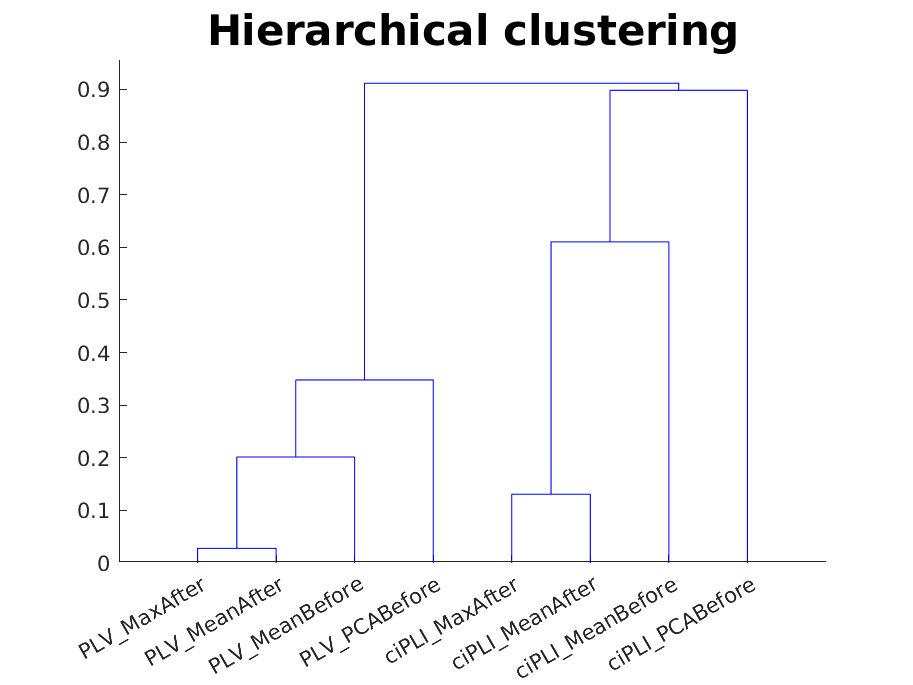 Hierarchical clustering
0.9
0.8
0.7
0.6
0.5
0.4
0.3
0.2
0.1
0
PLV_MaxAfter
PLV_MeanAfter
PLV_MeanBefore
PLV_PCABefore
ciPLI_MaxAfter
ciPLI_MeanAfter
ciPLI_MeanBefore
ciPLI_PCABefore